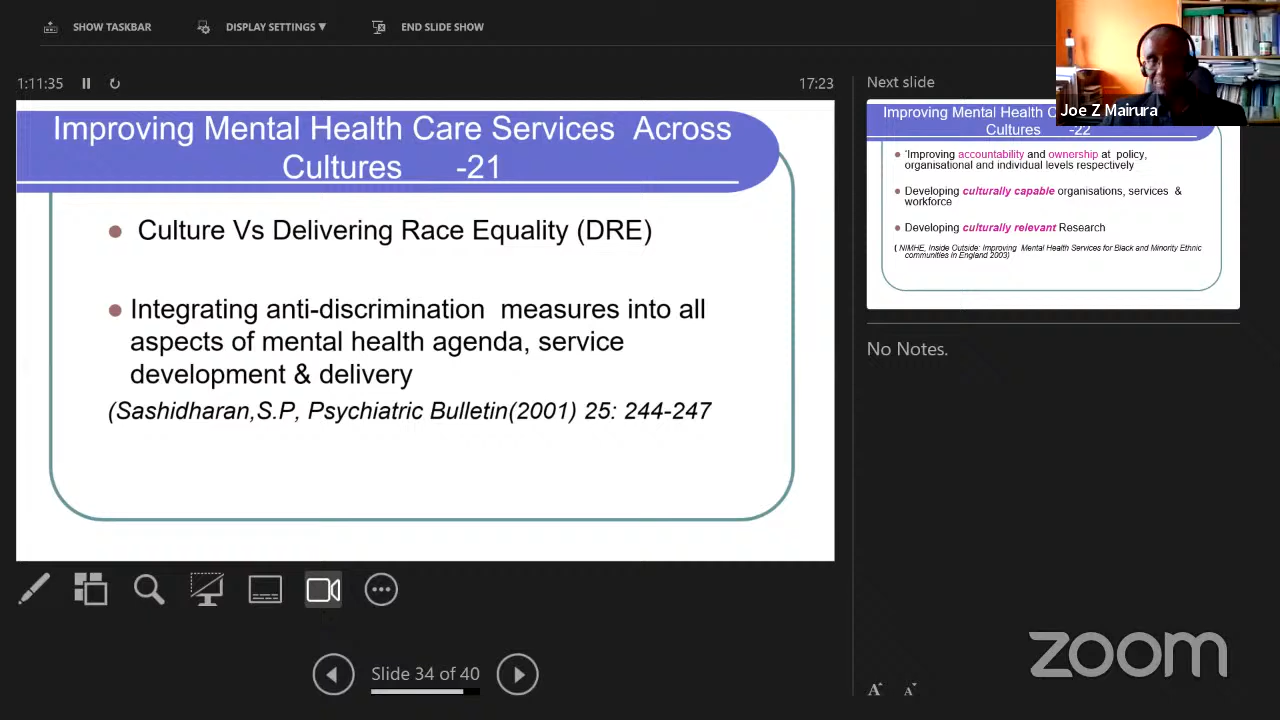 SHOW TASKBAR
DISPLAY SETTINGS ▼
END SLIDE SHOW
1:11:35
17:23
Improving Mental Health Care Services Across
Cultures -21
Culture Vs Delivering Race Equality (DRE)
Integrating anti-discrimination measures into all
aspects of mental health agenda, service
development & delivery
(Sashidharan,S.P, Psychiatric Bulletin(2001) 25: 244-247
Slide 34 of 40
Next slide
Joe Z Mairura
Improving Mental Health C
Cultures -22
'Improving accountability and ownership at policy,
organisational and individual levels respectively
Developing culturally capable organisations, services &
workforce
Developing culturally relevant Research
( NIMHE, Inside Outside: Improving Mental Health Services for Black and Minority Ethnic
communities in England 2003)
No Notes.
zoom
A A